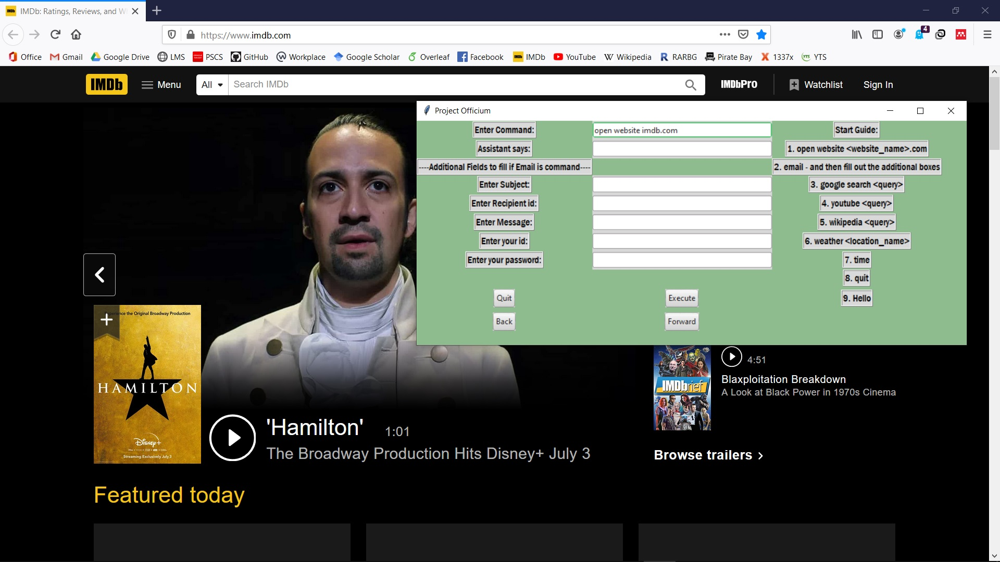 IMDb: Ratings, Reviews, and W
https://www.imdb.com
4
Office Gmail Google Drive LMS PSCS GitHub Workplace Google Scholar Overleaf Facebook IMDb YouTube Wikipedia RARBG Pirate Bay 1337x YTS
IMDb Menu All Search IMDb IMDbPro Watchlist Sign In
Project Officium
Enter Command: open website imdb.com Start Guide:
Assistant says: 1. open website <website_name>.com
----Additional Fields to fill if Email is command---- 2. email - and then fill out the additional boxes
Enter Subject: 3. google search <query>
Enter Recipient id: 4. youtube <query>
Enter Message: 5. wikipedia <query>
Enter your id: 6. weather <location_name>
Enter your password: 7. time
8. quit
Quit Execute 9. Hello
Back Forward
Experience the Original Broadway Production
HAMILTON
Disney+
Streaming Exclusively July 3
'Hamilton' 1:01
The Broadway Production Hits Disney+ July 3
IMDbrief
4:51
Blaxploitation Breakdown
A Look at Black Power in 1970s Cinema
Browse trailers
Featured today